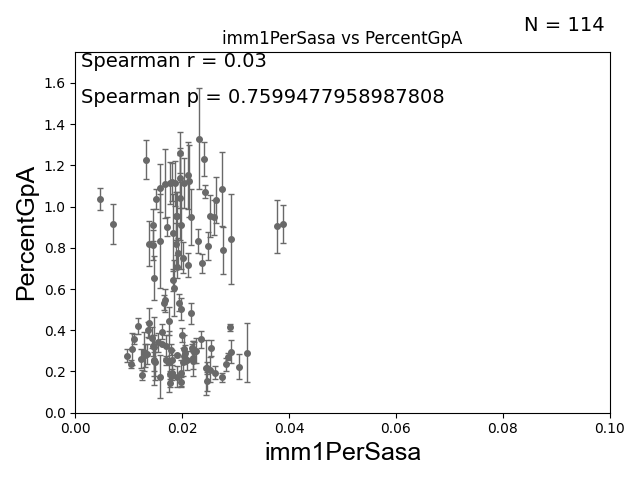 N = 114
imm1PerSasa vs PercentGpA
Spearman r = 0.03
Spearman p = 0.7599477958987808
1.6
1.4
1.2
1.0
0.8
0.6
0.4
0.2
0.0
PercentGpA
0.00 0.02 0.04 0.06 0.08 0.10
imm1PerSasa